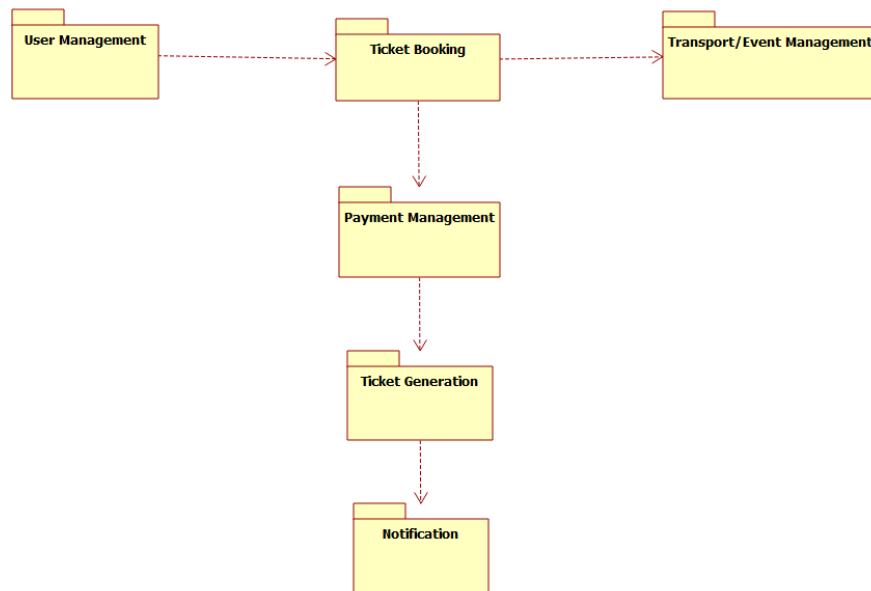 User Management
Ticket Booking
Transport/Event Management
Payment Management
Ticket Generation
Notification